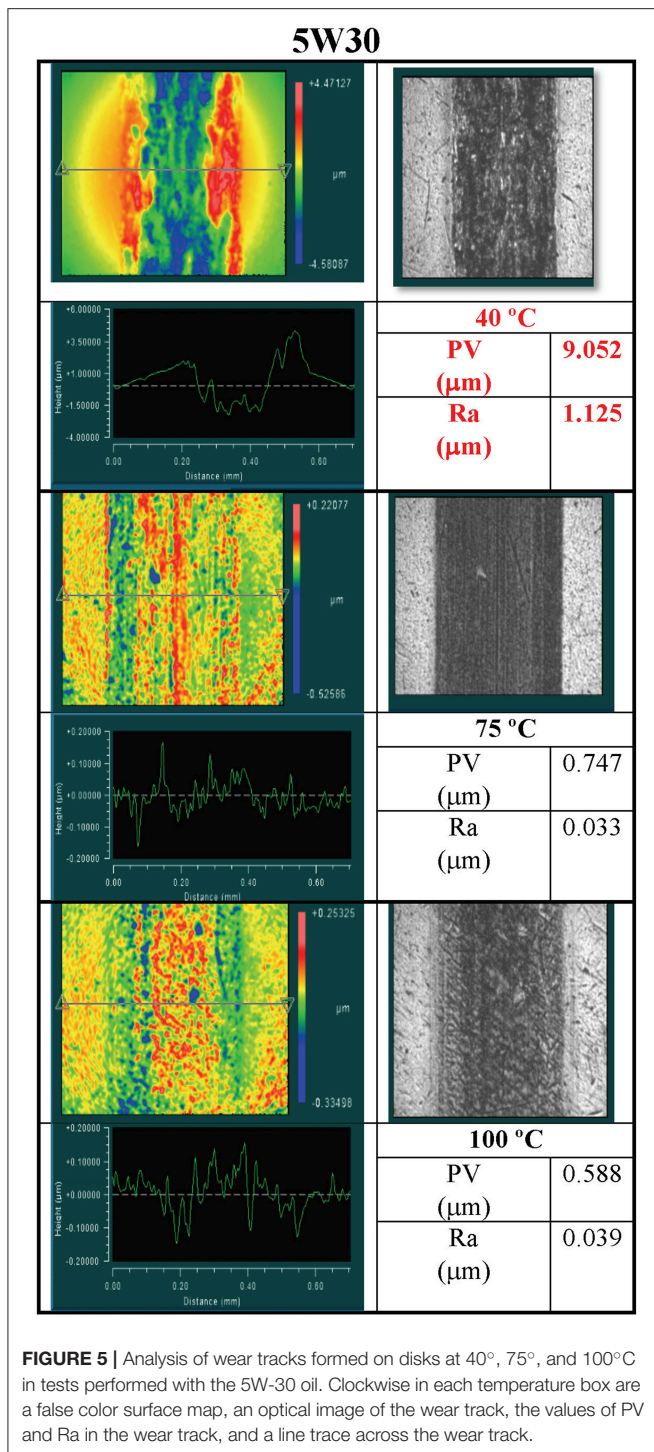 5W30
+4.47127
µm
-4.58087
+6.00000
+3.50000
+1.00000
-1.50000
-4.00000
Height (µm)
0.00 0.20 0.40 0.60
Distance (mm)
40 °C
PV (µm) 9.052
Ra (µm) 1.125
+0.22077
µm
-0.52586
+0.20000
+0.10000
+0.00000
-0.10000
-0.20000
Height (µm)
0.00 0.20 0.40 0.60
Distance (mm)
75 °C
PV (µm) 0.747
Ra (µm) 0.033
+0.25325
µm
-0.33498
+0.20000
+0.10000
+0.00000
-0.10000
-0.20000
Height (µm)
0.00 0.20 0.40 0.60
Distance (mm)
100 °C
PV (µm) 0.588
Ra (µm) 0.039
FIGURE 5 | Analysis of wear tracks formed on disks at 40°, 75°, and 100°C
in tests performed with the 5W-30 oil. Clockwise in each temperature box are
a false color surface map, an optical image of the wear track, the values of PV
and Ra in the wear track, and a line trace across the wear track.